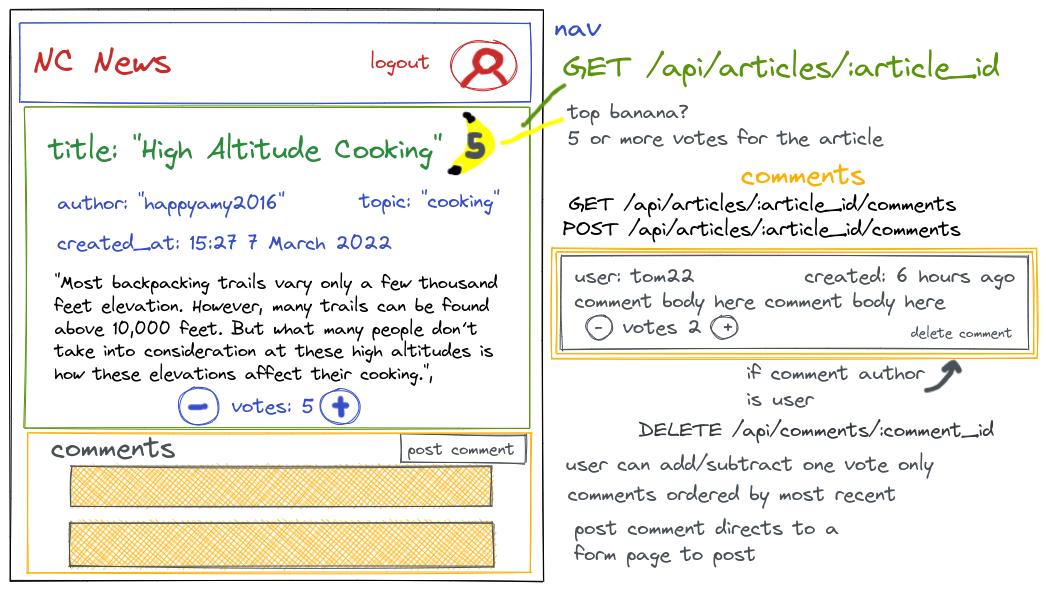 NC News
logout
title: "High Altitude Cooking"
5
author: "happyamy2016"
topic: "cooking"
created_at: 15:27 7 March 2022
"Most backpacking trails vary only a few thousand
feet elevation. However, many trails can be found
above 10,000 feet. But what many people don't
take into consideration at these high altitudes is
how these elevations affect their cooking.",
votes: 5
comments
post comment
nav
GET /api/articles/:article_id
top banana?
5 or more votes for the article
comments
GET /api/articles/:article_id/comments
POST /api/articles/:article_id/comments
user: tom22
created: 6 hours ago
comment body here comment body here
- votes 2 +
delete comment
if comment author
is user
DELETE /api/comments/:comment_id
user can add/subtract one vote only
comments ordered by most recent
post comment directs to a
form page to post